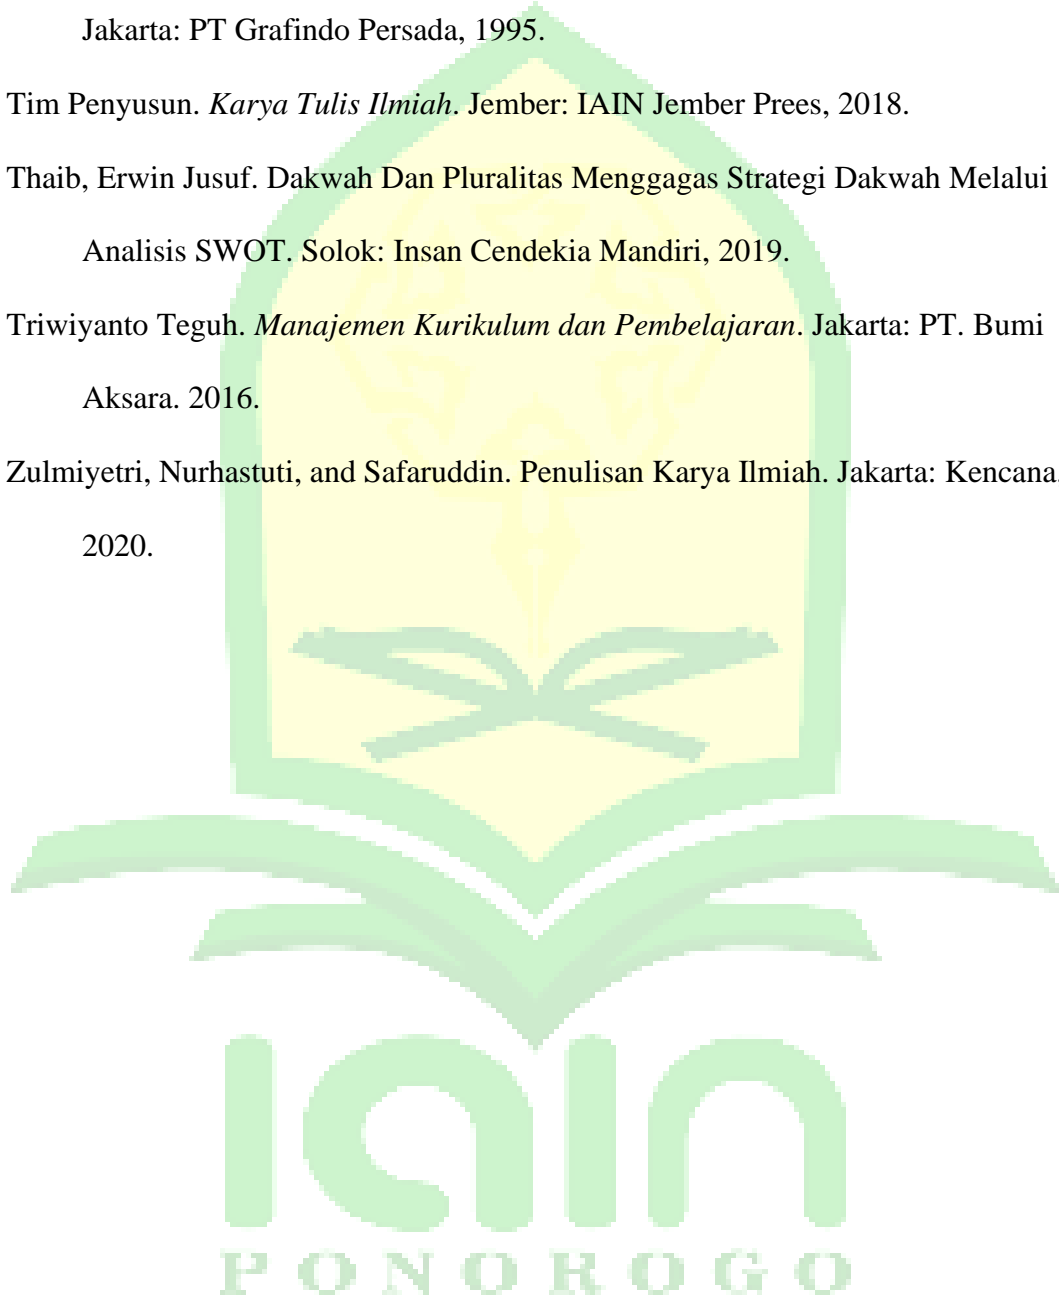 Jakarta: PT Grafindo Persada, 1995.
Tim Penyusun. Karya Tulis Ilmiah. Jember: IAIN Jember Prees, 2018.
Thaib, Erwin Jusuf. Dakwah Dan Pluralitas Menggagas Strategi Dakwah Melalui
Analisis SWOT. Solok: Insan Cendekia Mandiri, 2019.
Triwiyanto Teguh. Manajemen Kurikulum dan Pembelajaran. Jakarta: PT. Bumi
Aksara. 2016.
Zulmiyetri, Nurhastuti, and Safaruddin. Penulisan Karya Ilmiah. Jakarta: Kencana,
2020.
iain
PONOROGO